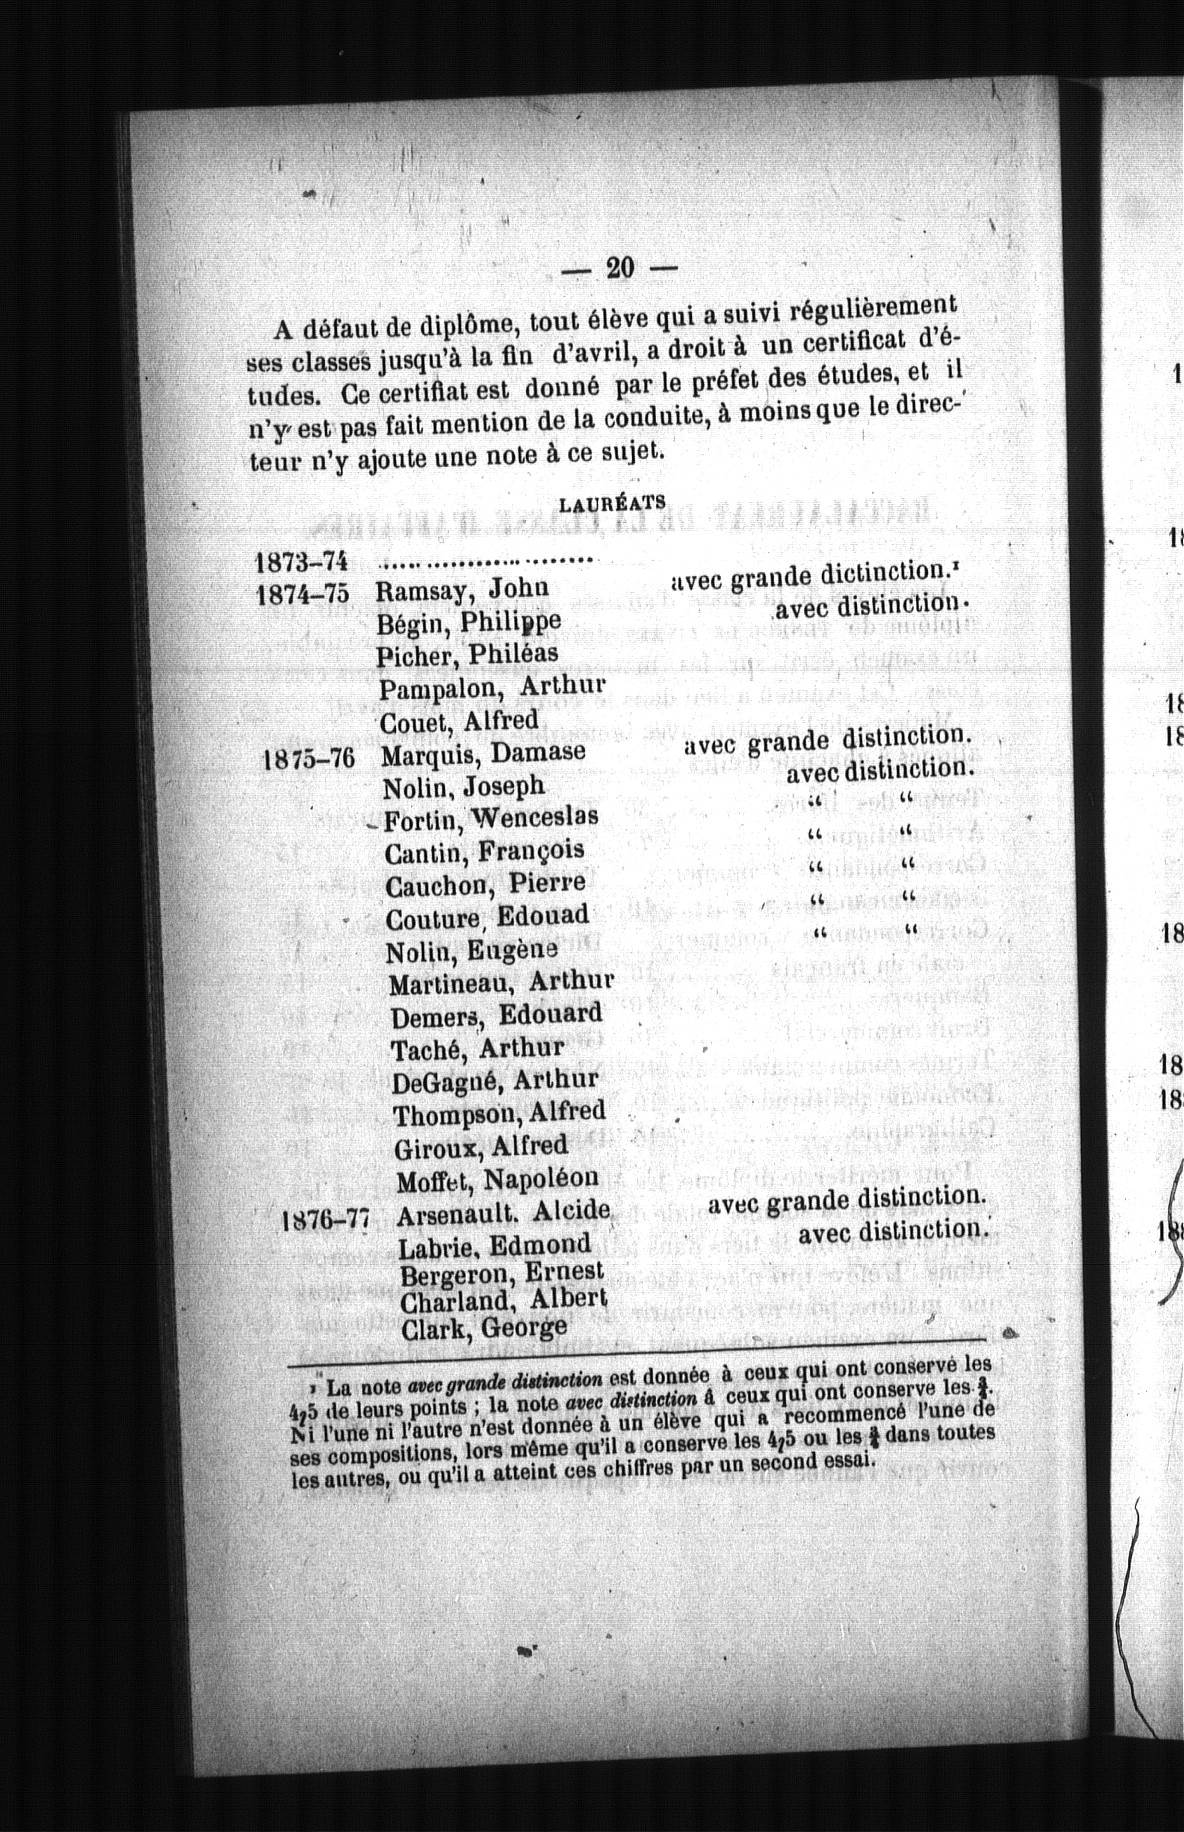 — 20 —
A défaut de diplôme, tout élève qui a suivi régulièrement
ses classes jusqu'à la fin d'avril, a droit à un certificat d'é-
tudes. Ce certifiat est donné par le préfet des études, et il
n'y est pas fait mention de la conduite, à moins que le direc-
teur n'y ajoute une note à ce sujet.
LAURÉATS
1873–74 ........................
1874–75 Ramsay, John avec grande dictinction.¹
Bégin, Philippe avec distinction.
Picher, Philéas
Pampalon, Arthur
Couet, Alfred
1875–76 Marquis, Damase avec grande distinction.
Nolin, Joseph avec distinction.
Fortin, Wenceslas “ “
Cantin, François “ “
Cauchon, Pierre “ “
Couture, Edouad “ “
Nolin, Eugène “ “
Martineau, Arthur
Demers, Edouard
Taché, Arthur
DeGagné, Arthur
Thompson, Alfred
Giroux, Alfred
Moffet, Napoléon
1876–77 Arsenault. Alcide avec grande distinction.
Labrie, Edmond avec distinction.
Bergeron, Ernest
Charland, Albert
Clark, George
¹ La note avec grande distinction est donnée à ceux qui ont conservé les
4/5 de leurs points ; la note avec distinction à ceux qui ont conserve les ¾.
Ni l'une ni l'autre n'est donnée à un élève qui a recommencé l'une de
ses compositions, lors même qu'il a conserve les 4/5 ou les ¾ dans toutes
les autres, ou qu'il a atteint ces chiffres par un second essai.